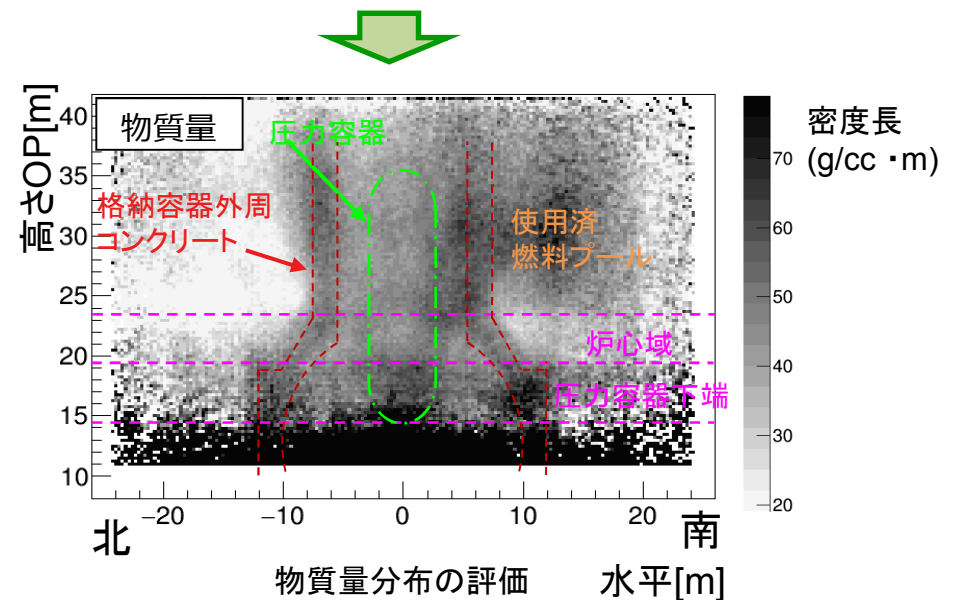 物質量
圧力容器
格納容器外周
コンクリート
使用済
燃料プール
炉心域
圧力容器下端
高さOP[m]
40
35
30
25
20
15
10
−20
−10
0
10
20
北
南
物質量分布の評価
水平[m]
密度長
(g/cc・m)
70
60
50
40
30
20